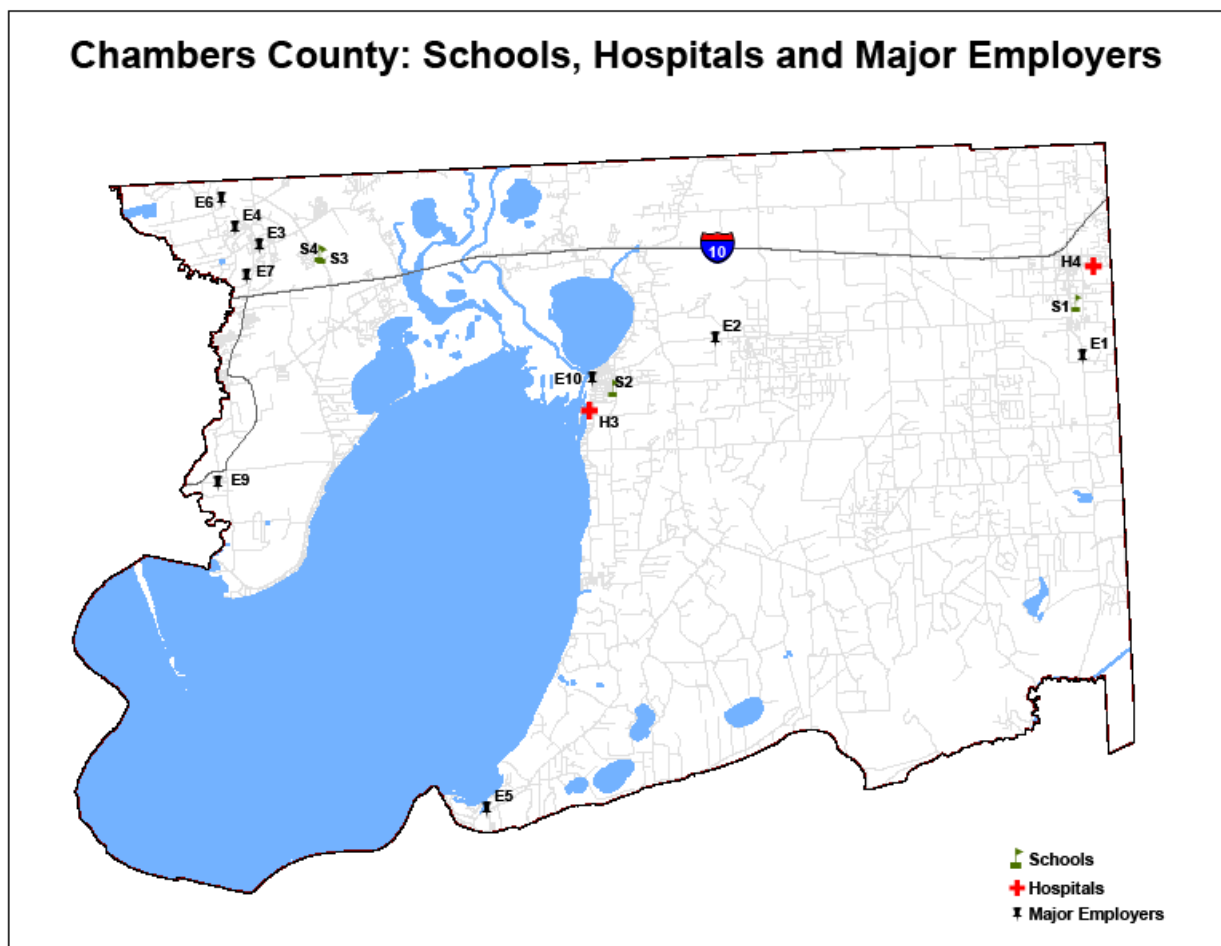 Chambers County: Schools, Hospitals and Major Employers
E6
E4
E3
S4
S3
E7
10
H4
S1
E2
E1
E10
S2
H3
E9
E5
Schools
Hospitals
Major Employers